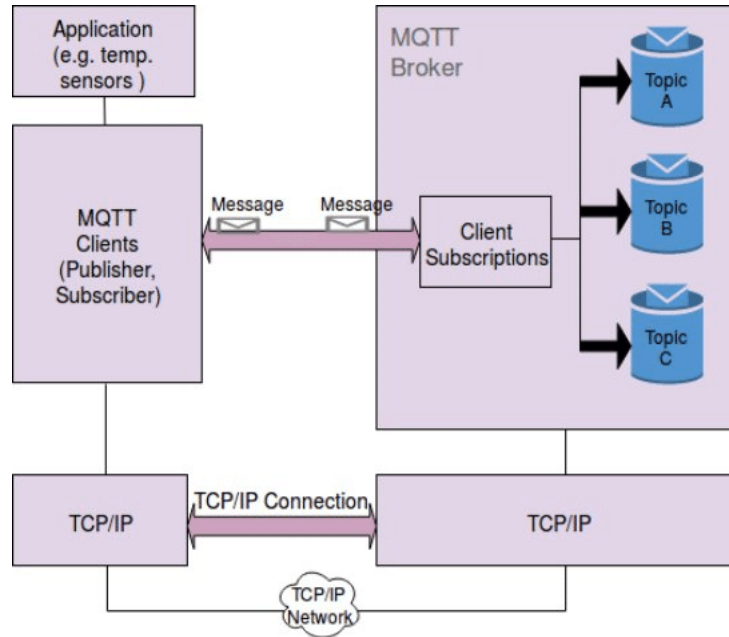 Application
(e.g. temp.
sensors )
MQTT
Broker
Topic
A
Topic
B
Topic
C
MQTT
Clients
(Publisher,
Subscriber)
Message
Message
Client
Subscriptions
TCP/IP
TCP/IP Connection
TCP/IP
TCP/IP
Network